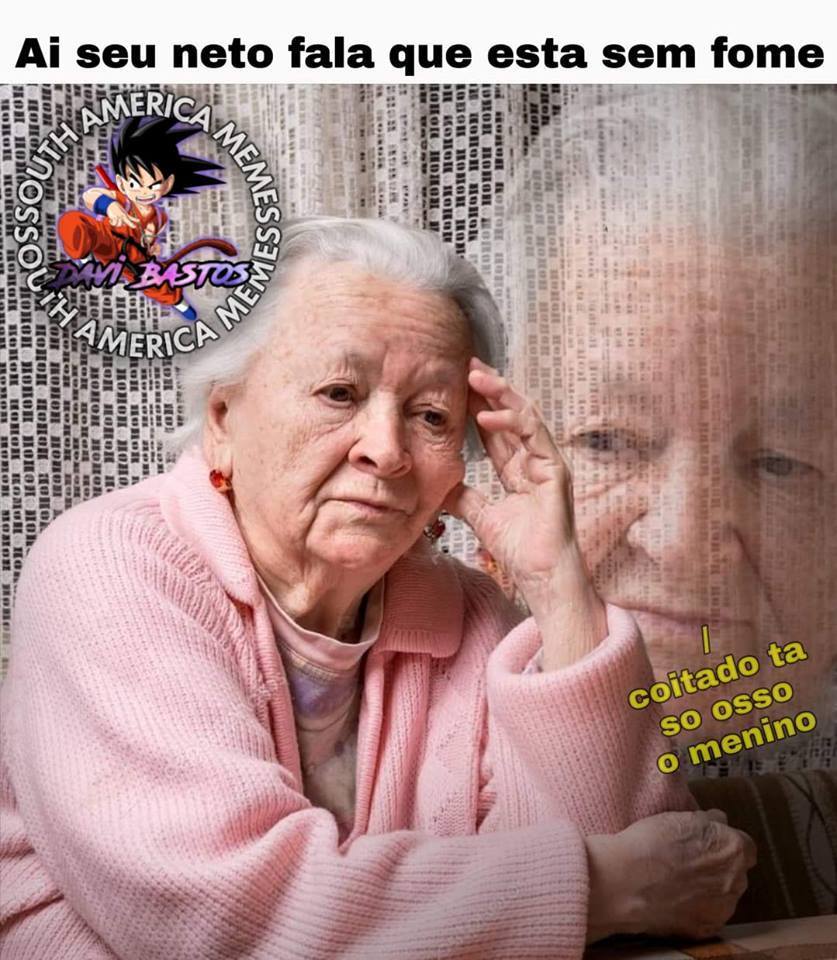 Ai seu neto fala que esta sem fome
SOUTH AMERICA MEMES
DAVI BASTOS
SOUTH AMERICA MEMES
coitado ta
so osso
o menino